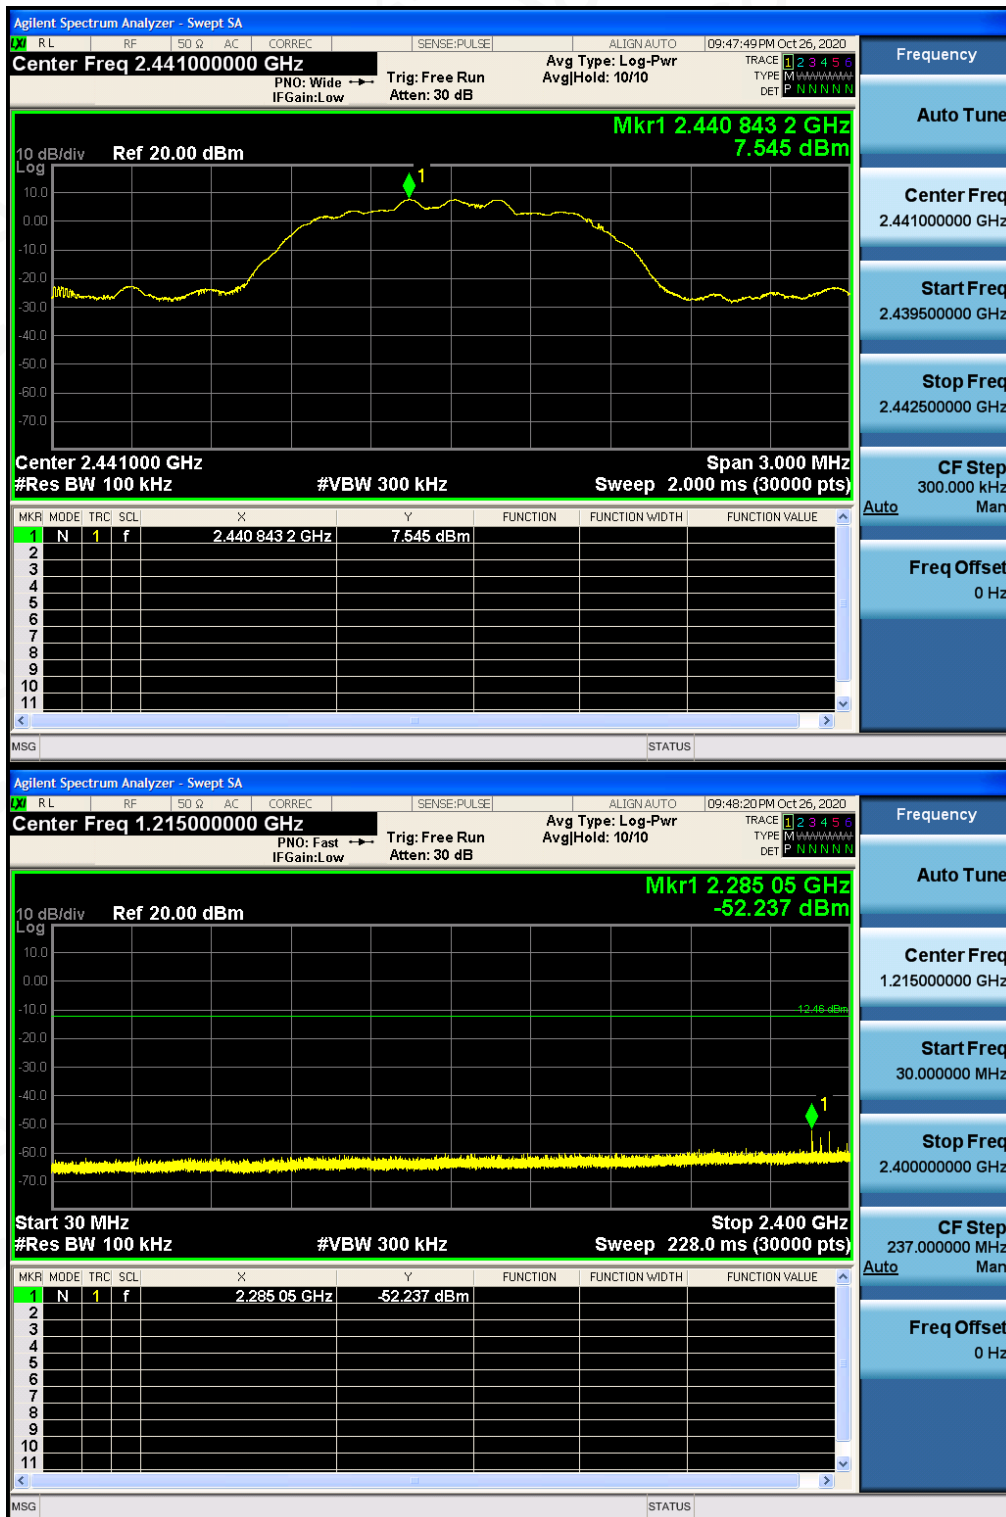 Agilent Spectrum Analyzer - Swept SA
LXI RL RF 50 Ω AC CORREC SENSE:PULSE ALIGN AUTO 09:47:49 PM Oct 26, 2020
Center Freq 2.441000000 GHz
PNO: Wide
IFGain:Low
Trig: Free Run
Atten: 30 dB
Avg Type: Log-Pwr
Avg|Hold: 10/10
TRACE 1 2 3 4 5 6
TYPE M
DET P N N N N N
Mkr1 2.440 843 2 GHz
7.545 dBm
10 dB/div Ref 20.00 dBm
Log
1
10.0
0.00
-10.0
-20.0
-30.0
-40.0
-50.0
-60.0
-70.0
Center 2.441000 GHz Span 3.000 MHz
#Res BW 100 kHz #VBW 300 kHz Sweep 2.000 ms (30000 pts)
MKR MODE TRC SCL X Y FUNCTION FUNCTION WIDTH FUNCTION VALUE
1 N 1 f 2.440 843 2 GHz 7.545 dBm
2
3
4
5
6
7
8
9
10
11
MSG STATUS
Frequency
Auto Tune
Center Freq
2.441000000 GHz
Start Freq
2.439500000 GHz
Stop Freq
2.442500000 GHz
CF Step
300.000 kHz
Auto Man
Freq Offset
0 Hz
Agilent Spectrum Analyzer - Swept SA
LXI RL RF 50 Ω AC CORREC SENSE:PULSE ALIGN AUTO 09:48:20 PM Oct 26, 2020
Center Freq 1.215000000 GHz
PNO: Fast
IFGain:Low
Trig: Free Run
Atten: 30 dB
Avg Type: Log-Pwr
Avg|Hold: 10/10
TRACE 1 2 3 4 5 6
TYPE M
DET P N N N N N
Mkr1 2.285 05 GHz
-52.237 dBm
10 dB/div Ref 20.00 dBm
Log
10.0
0.00
-10.0
-12.46 dBm
-20.0
-30.0
-40.0
1
-50.0
-60.0
-70.0
Start 30 MHz Stop 2.400 GHz
#Res BW 100 kHz #VBW 300 kHz Sweep 228.0 ms (30000 pts)
MKR MODE TRC SCL X Y FUNCTION FUNCTION WIDTH FUNCTION VALUE
1 N 1 f 2.285 05 GHz -52.237 dBm
2
3
4
5
6
7
8
9
10
11
MSG STATUS
Frequency
Auto Tune
Center Freq
1.215000000 GHz
Start Freq
30.000000 MHz
Stop Freq
2.400000000 GHz
CF Step
237.000000 MHz
Auto Man
Freq Offset
0 Hz